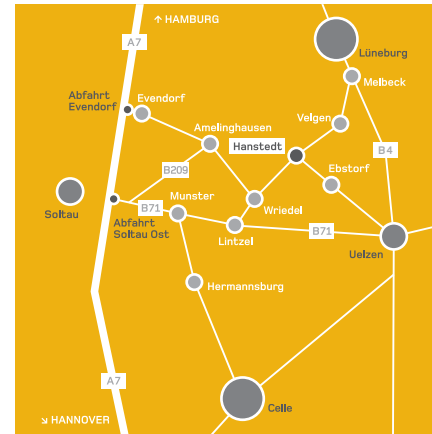 ↑ HAMBURG
A7
Lüneburg
Melbeck
Abfahrt
Evendorf
Evendorf
Velgen
Amelinghausen
Hanstedt
B4
B209
Ebstorf
Munster
Wriedel
Soltau
B71
Abfahrt
Soltau Ost
Lintzel
B71
Uelzen
Hermannsburg
A7
Celle
↘ HANNOVER